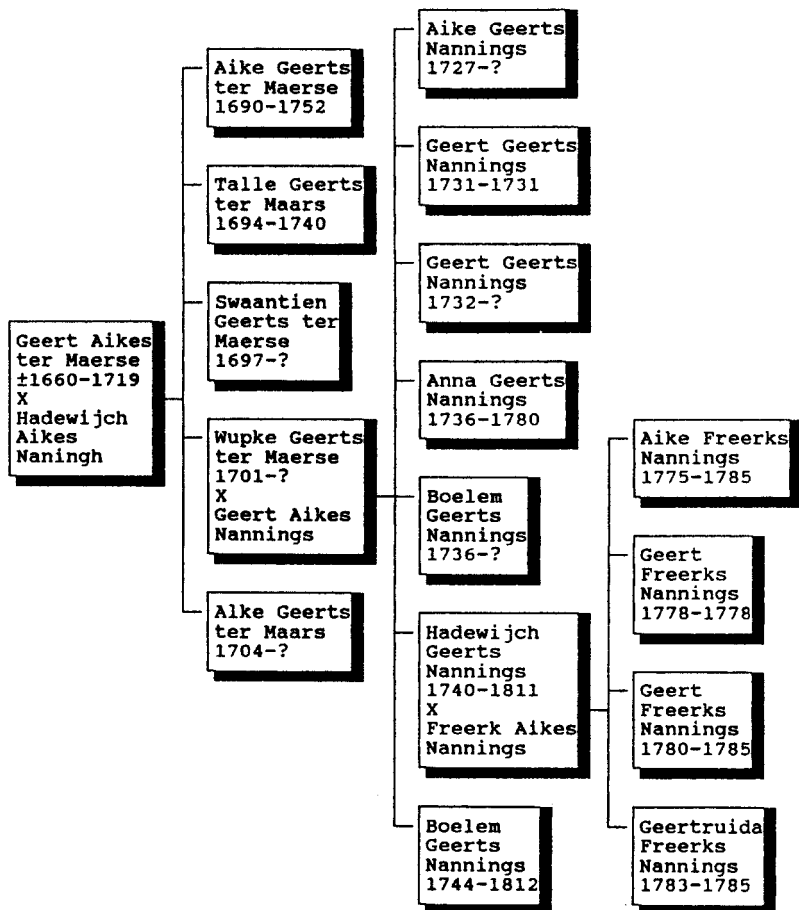 Geert Aikes
ter Maerse
±1660-1719
X
Hadewijch
Aikes
Naningh
Aike Geerts
ter Maerse
1690-1752
Talle Geerts
ter Maars
1694-1740
Swaantien
Geerts ter
Maerse
1697-?
Wupke Geerts
ter Maerse
1701-?
X
Geert Aikes
Nannings
Alke Geerts
ter Maars
1704-?
Aike Geerts
Nannings
1727-?
Geert Geerts
Nannings
1731-1731
Geert Geerts
Nannings
1732-?
Anna Geerts
Nannings
1736-1780
Boelem
Geerts
Nannings
1736-?
Hadewijch
Geerts
Nannings
1740-1811
X
Freerk Aikes
Nannings
Boelem
Geerts
Nannings
1744-1812
Aike Freerks
Nannings
1775-1785
Geert
Freerks
Nannings
1778-1778
Geert
Freerks
Nannings
1780-1785
Geertruida
Freerks
Nannings
1783-1785